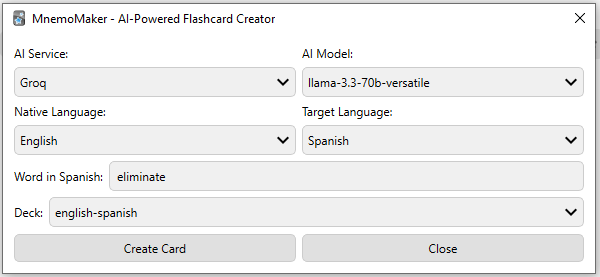 MnemoMaker - AI-Powered Flashcard Creator
AI Service: AI Model:
Groq llama-3.3-70b-versatile
Native Language: Target Language:
English Spanish
Word in Spanish: eliminate
Deck: english-spanish
Create Card Close